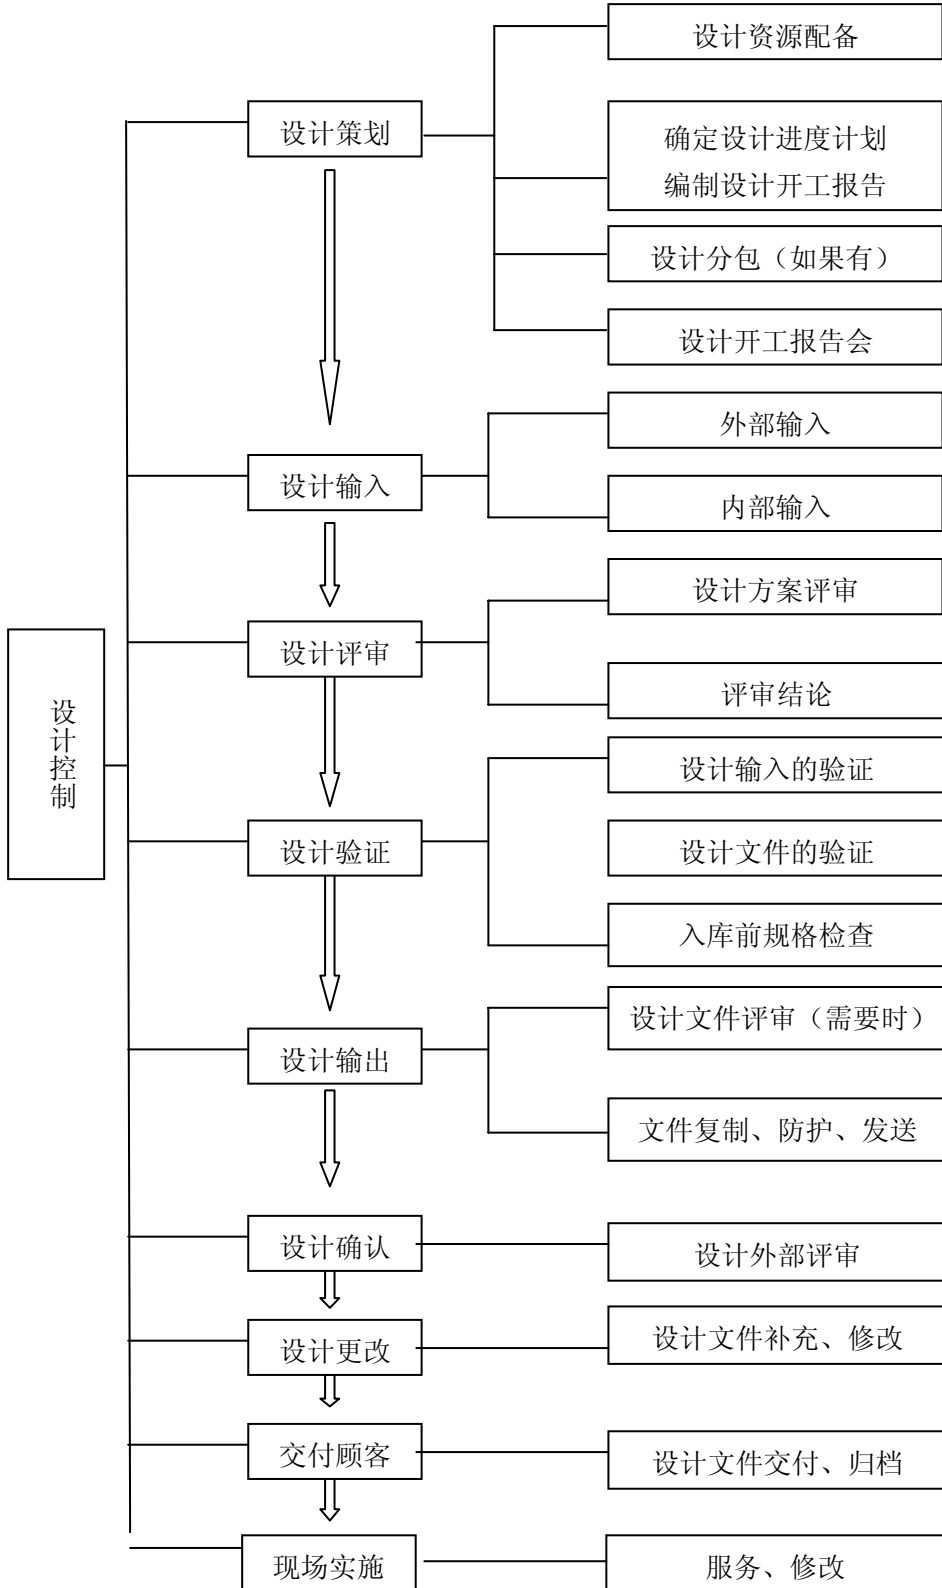 设计控制
设计策划
设计资源配备
确定设计进度计划
编制设计开工报告
设计分包（如果有）
设计开工报告会
设计输入
外部输入
内部输入
设计评审
设计方案评审
评审结论
设计验证
设计输入的验证
设计文件的验证
入库前规格检查
设计输出
设计文件评审（需要时）
文件复制、防护、发送
设计确认
设计外部评审
设计更改
设计文件补充、修改
交付顾客
设计文件交付、归档
现场实施
服务、修改